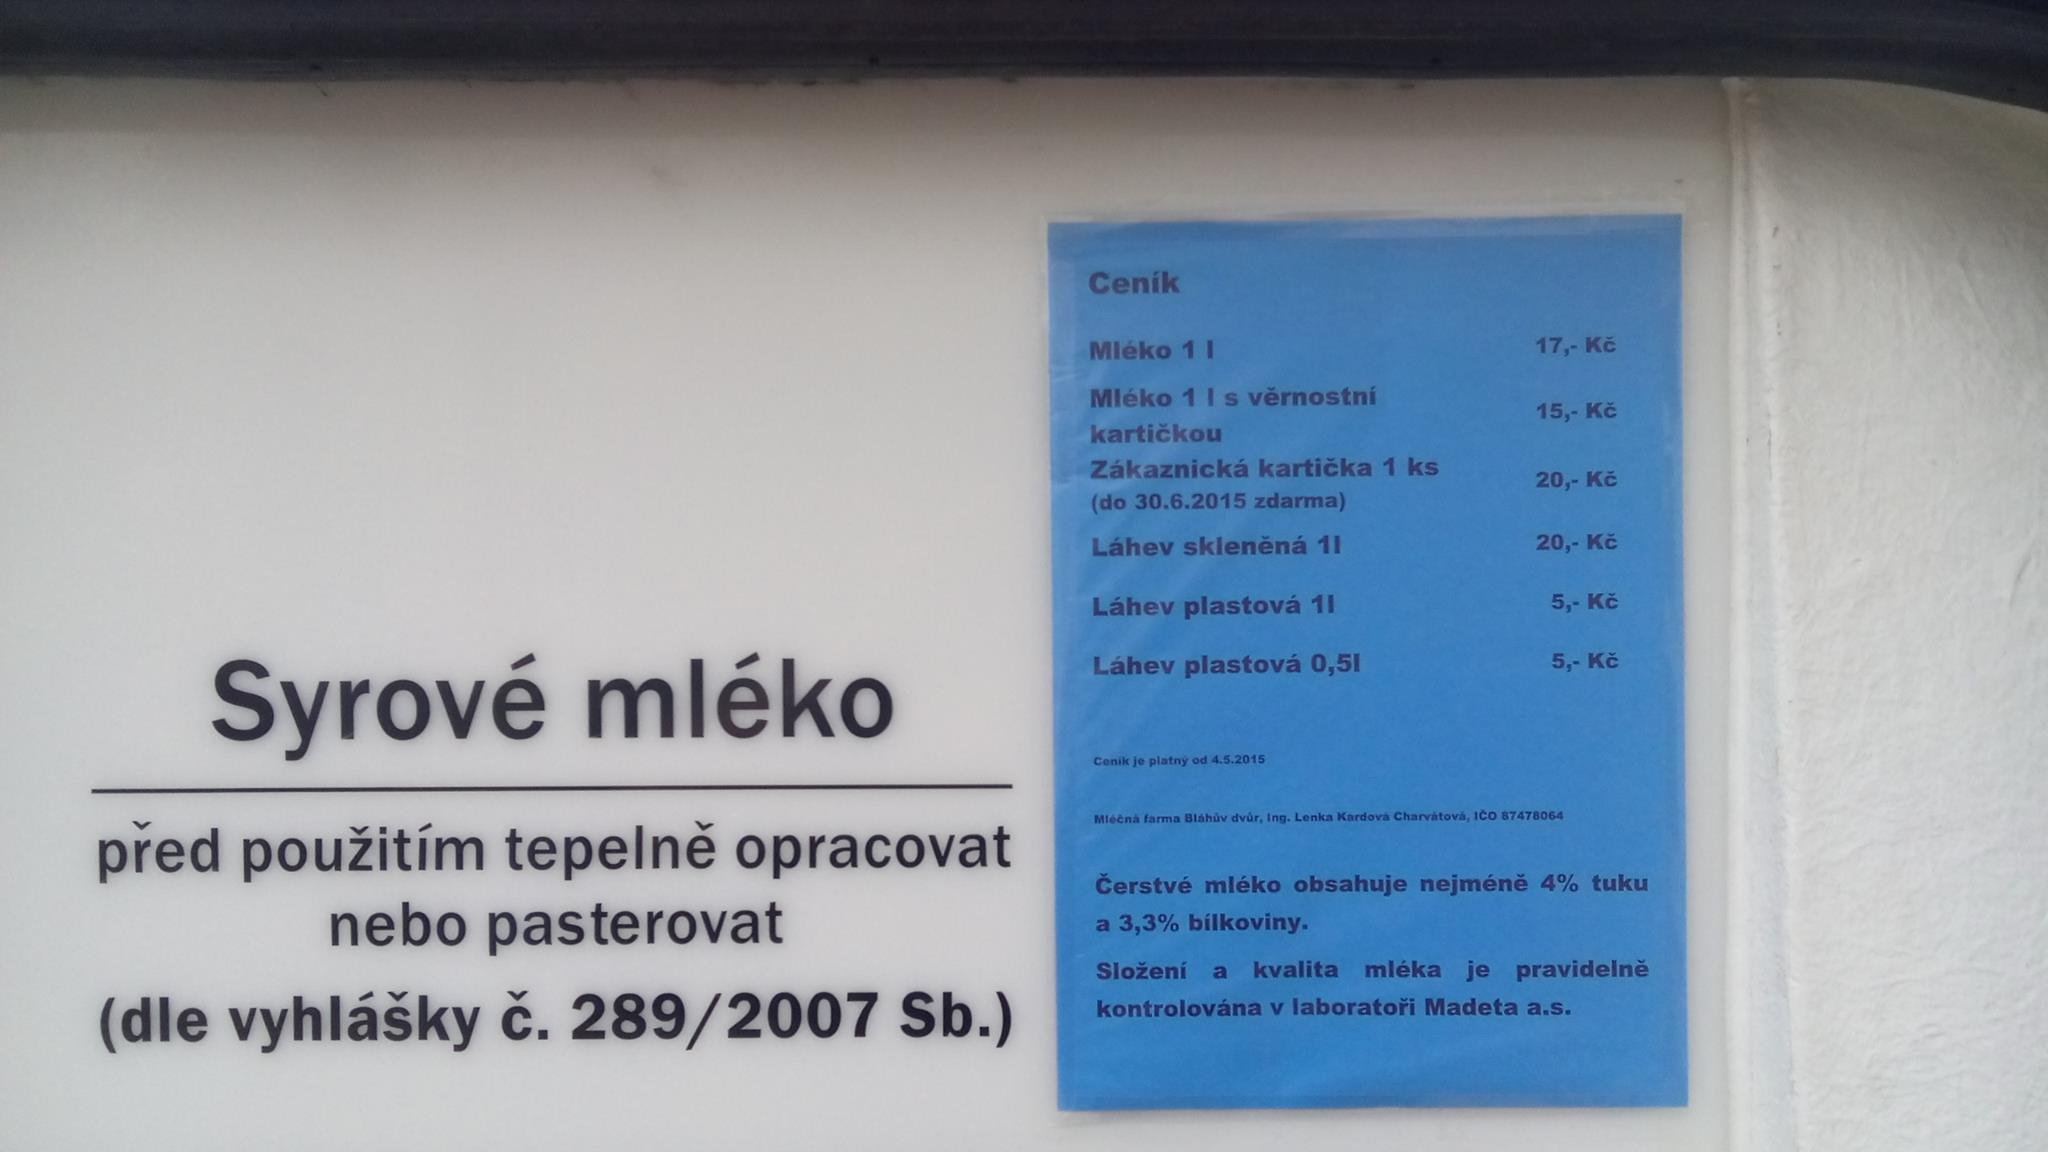 Syrové mléko
před použitím tepelně opracovat
nebo pasterovat
(dle vyhlášky č. 289/2007 Sb.)
Ceník
Mléko 1 l 17,- Kč
Mléko 1 l s věrnostní
kartičkou 15,- Kč
Zákaznická kartička 1 ks 20,- Kč
(do 30.6.2015 zdarma)
Láhev skleněná 1l 20,- Kč
Láhev plastová 1l 5,- Kč
Láhev plastová 0,5l 5,- Kč
Ceník je platný od 4.5.2015
Mléčná farma Bláhův dvůr, Ing. Lenka Kardová Charvátová, IČO 87478064
Čerstvé mléko obsahuje nejméně 4% tuku
a 3,3% bílkoviny.
Složení a kvalita mléka je pravidelně
kontrolována v laboratoři Madeta a.s.